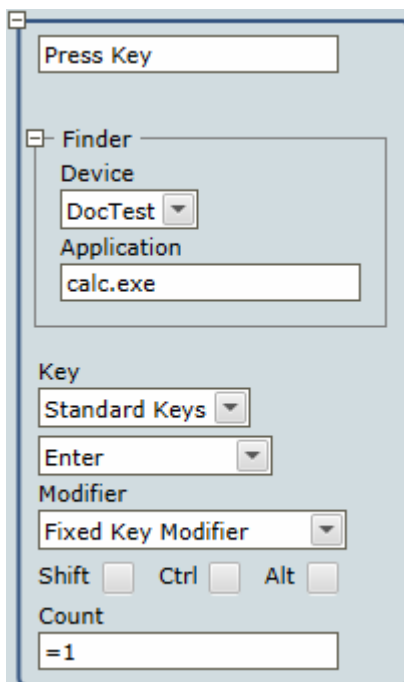 Press Key
Finder
Device
DocTest
Application
calc.exe
Key
Standard Keys
Enter
Modifier
Fixed Key Modifier
Shift Ctrl Alt
Count
=1